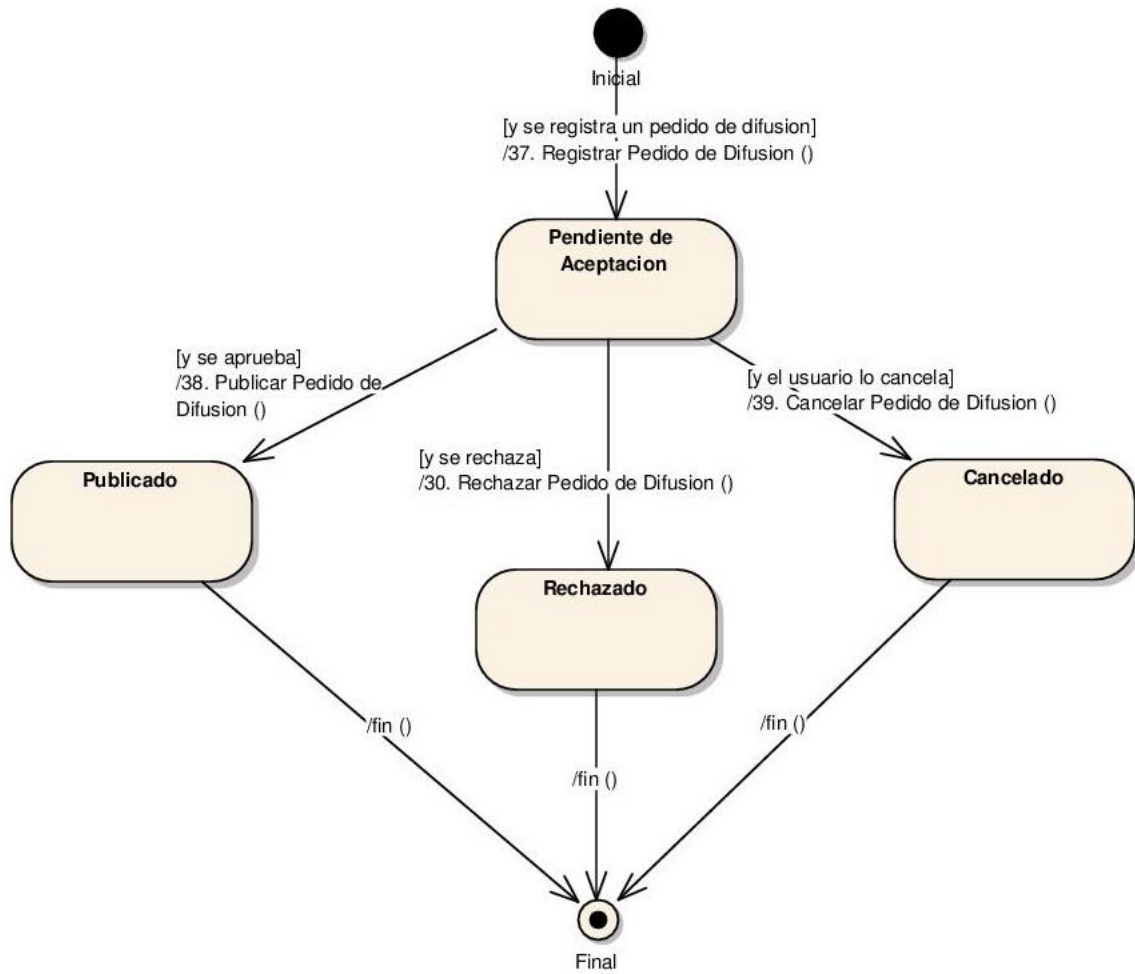 Inicial
[y se registra un pedido de difusion]
/37. Registrar Pedido de Difusion ()
Pendiente de
Aceptacion
[y se aprueba]
/38. Publicar Pedido de
Difusion ()
[y el usuario lo cancela]
/39. Cancelar Pedido de Difusion ()
[y se rechaza]
/30. Rechazar Pedido de Difusion ()
Publicado
Cancelado
Rechazado
/fin ()
/fin ()
/fin ()
Final